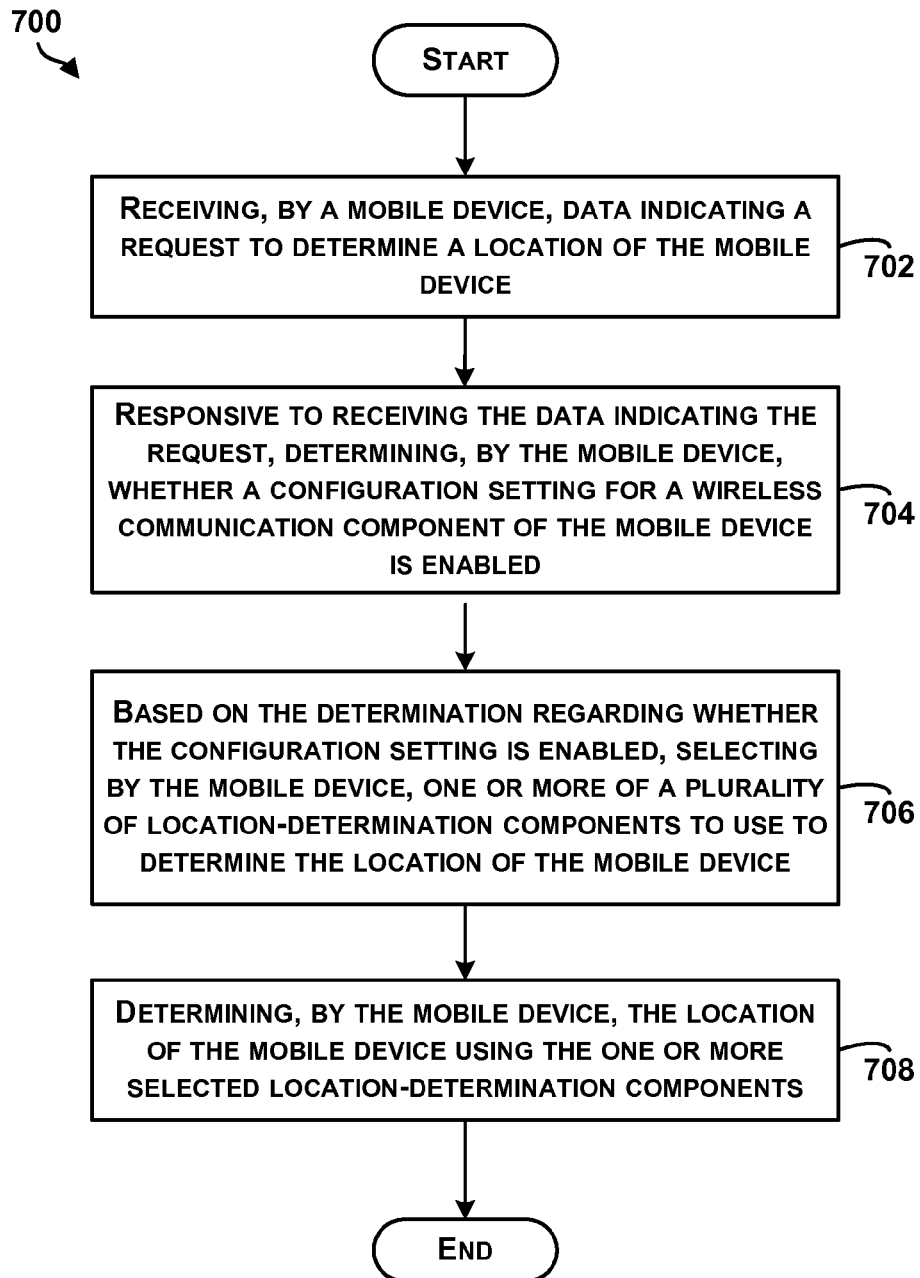 700
START
RECEIVING, BY A MOBILE DEVICE, DATA INDICATING A
REQUEST TO DETERMINE A LOCATION OF THE MOBILE
DEVICE
702
RESPONSIVE TO RECEIVING THE DATA INDICATING THE
REQUEST, DETERMINING, BY THE MOBILE DEVICE,
WHETHER A CONFIGURATION SETTING FOR A WIRELESS
COMMUNICATION COMPONENT OF THE MOBILE DEVICE
IS ENABLED
704
BASED ON THE DETERMINATION REGARDING WHETHER
THE CONFIGURATION SETTING IS ENABLED, SELECTING
BY THE MOBILE DEVICE, ONE OR MORE OF A PLURALITY
OF LOCATION-DETERMINATION COMPONENTS TO USE TO
DETERMINE THE LOCATION OF THE MOBILE DEVICE
706
DETERMINING, BY THE MOBILE DEVICE, THE LOCATION
OF THE MOBILE DEVICE USING THE ONE OR MORE
SELECTED LOCATION-DETERMINATION COMPONENTS
708
END